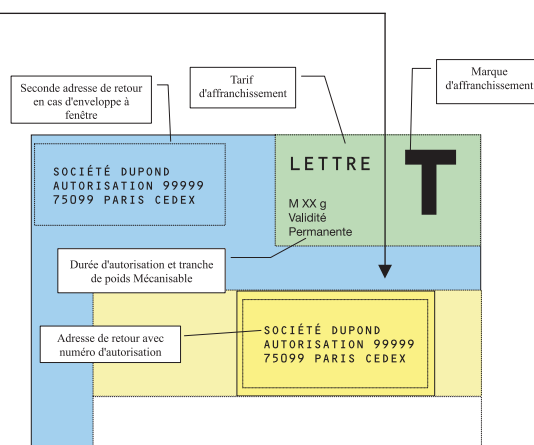 Seconde adresse de retour
en cas d'enveloppe à
fenêtre
Tarif
d'affranchissement
Marque
d'affranchissement
SOCIÉTÉ DUPOND
AUTORISATION 99999
75099 PARIS CEDEX
LETTRE
T
M XX g
Validité
Permanente
Durée d'autorisation et tranche
de poids Mécanisable
Adresse de retour avec
numéro d'autorisation
SOCIÉTÉ DUPOND
AUTORISATION 99999
75099 PARIS CEDEX